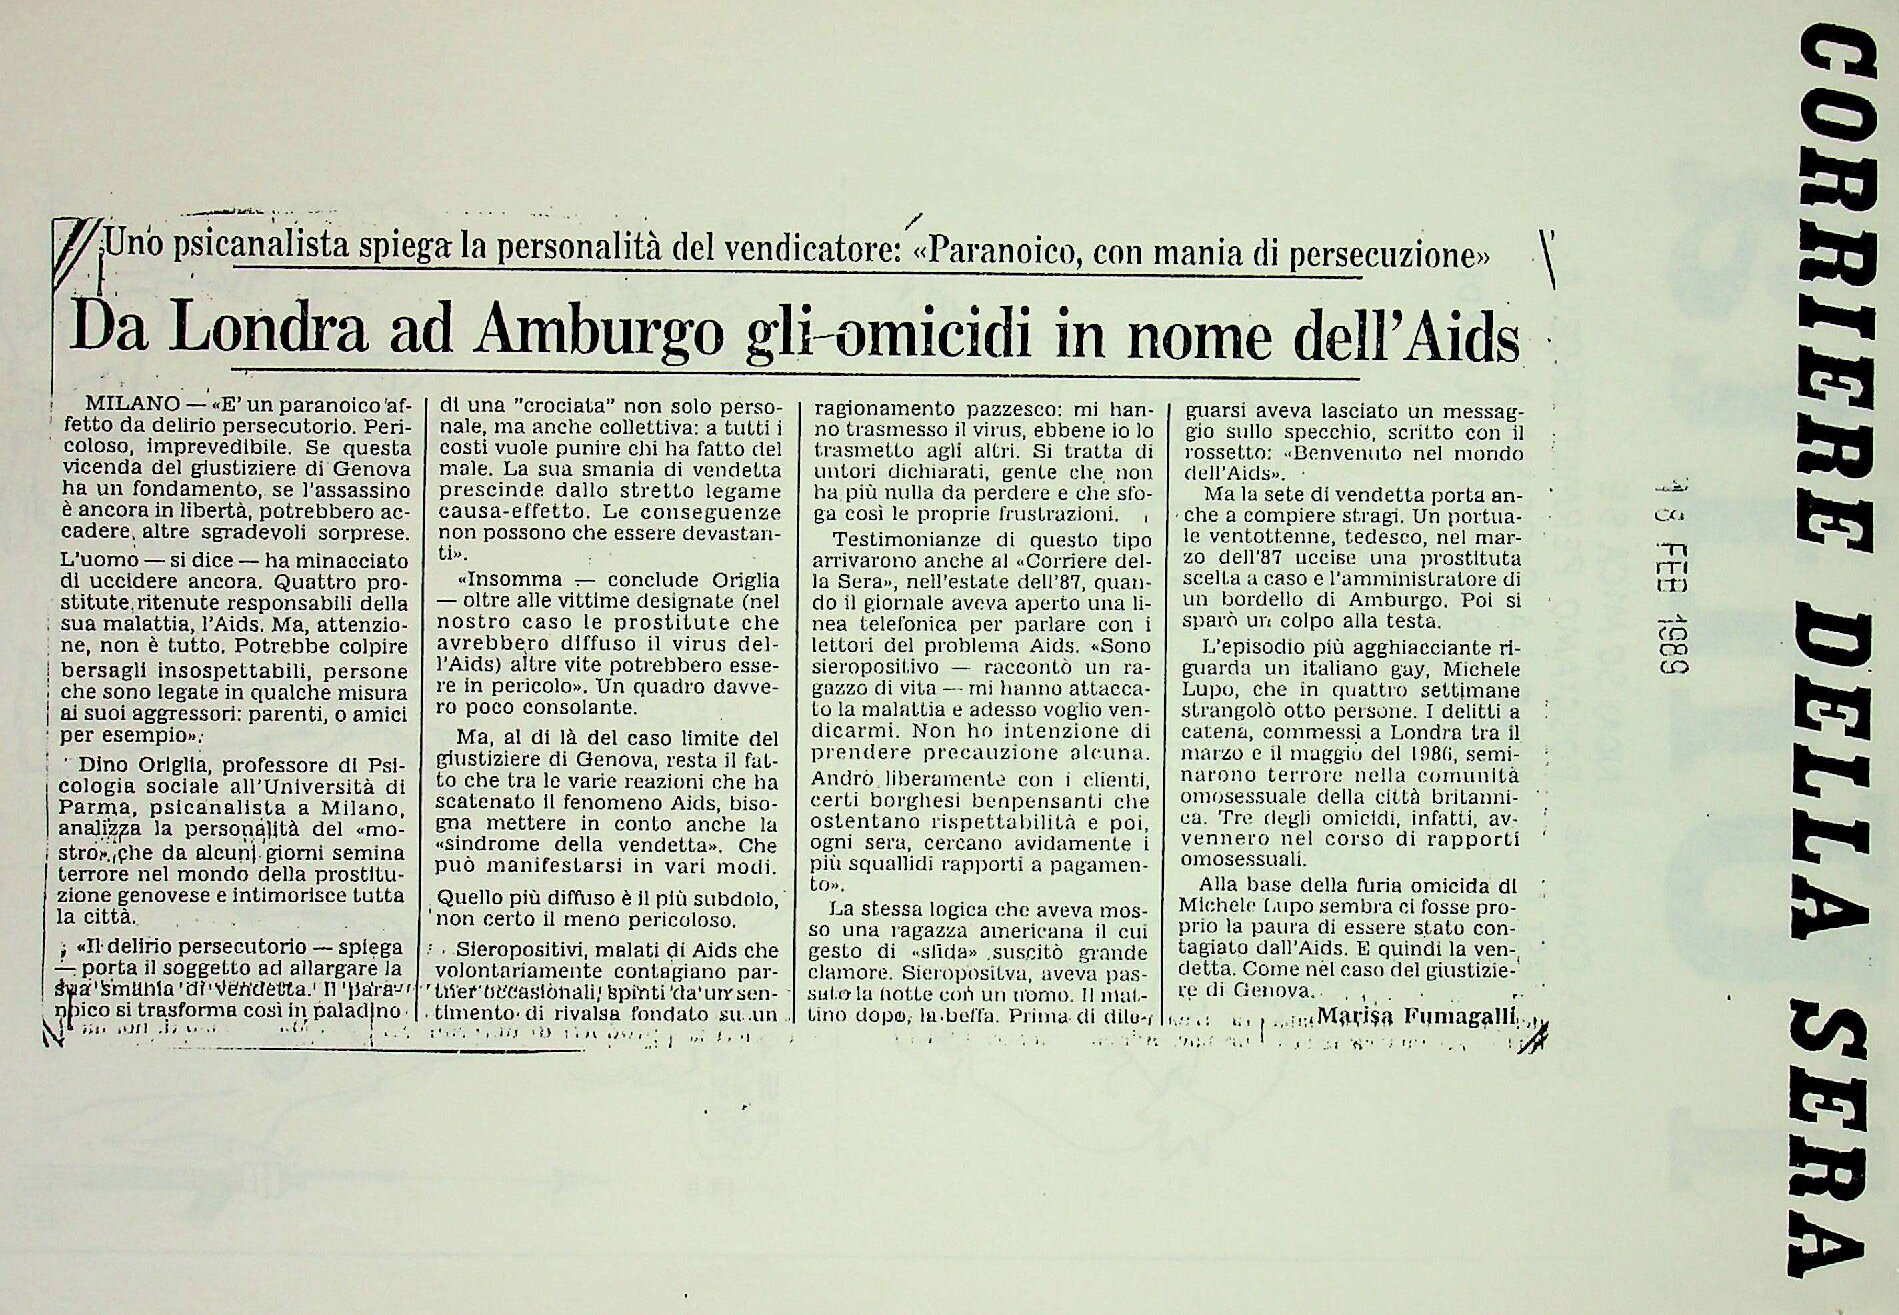 Uno psicanalista spiega la personalità del vendicatore: «Paranoico, con mania di persecuzione»
Da Londra ad Amburgo gli omicidi in nome dell'Aids
MILANO — «E' un paranoico af-
fetto da delirio persecutorio. Peri-
coloso, imprevedibile. Se questa
vicenda del giustiziere di Genova
ha un fondamento, se l'assassino
è ancora in libertà, potrebbero ac-
cadere, altre sgradevoli sorprese.
L'uomo — si dice — ha minacciato
di uccidere ancora. Quattro pro-
stitute ritenute responsabili della
sua malattia, l'Aids. Ma, attenzio-
ne, non è tutto. Potrebbe colpire
bersagli insospettabili, persone
che sono legate in qualche misura
ai suoi aggressori: parenti, o amici
per esempio».
Dino Origlia, professore di Psi-
cologia sociale all'Università di
Parma, psicanalista a Milano,
analizza la personalità del «mo-
stro», che da alcuni giorni semina
terrore nel mondo della prostitu-
zione genovese e intimorisce tutta
la città.
«Il delirio persecutorio — spiega
— porta il soggetto ad allargare la
sua smania di vendetta. Il para-
noico si trasforma così in paladino
di una "crociata" non solo perso-
nale, ma anche collettiva: a tutti i
costi vuole punire chi ha fatto del
male. La sua smania di vendetta
prescinde dallo stretto legame
causa-effetto. Le conseguenze
non possono che essere devastan-
ti».
«Insomma — conclude Origlia
— oltre alle vittime designate (nel
nostro caso le prostitute che
avrebbero diffuso il virus del-
l'Aids) altre vite potrebbero esse-
re in pericolo». Un quadro davve-
ro poco consolante.
Ma, al di là del caso limite del
giustiziere di Genova, resta il fat-
to che tra le varie reazioni che ha
scatenato il fenomeno Aids, biso-
gna mettere in conto anche la
«sindrome della vendetta». Che
può manifestarsi in vari modi.
Quello più diffuso è il più subdolo,
non certo il meno pericoloso.
Sieropositivi, malati di Aids che
volontariamente contagiano par-
tner occasionali, spinti da un sen-
timento di rivalsa fondato su un
ragionamento pazzesco: mi han-
no trasmesso il virus, ebbene io lo
trasmetto agli altri. Si tratta di
untori dichiarati, gente che non
ha più nulla da perdere e che sfo-
ga così le proprie frustrazioni.
Testimonianze di questo tipo
arrivarono anche al «Corriere del-
la Sera», nell'estate dell'87, quan-
do il giornale aveva aperto una li-
nea telefonica per parlare con i
lettori del problema Aids. «Sono
sieropositivo — raccontò un ra-
gazzo di vita — mi hanno attacca-
to la malattia e adesso voglio ven-
dicarmi. Non ho intenzione di
prendere precauzione alcuna.
Andrò liberamente con i clienti,
certi borghesi benpensanti che
ostentano rispettabilità e poi,
ogni sera, cercano avidamente i
più squallidi rapporti a pagamen-
to».
La stessa logica che aveva mos-
so una ragazza americana il cui
gesto di «sfida» suscitò grande
clamore. Sieropositva, aveva pas-
sato la notte con un uomo. Il mat-
tino dopo, la beffa. Prima di dile-
guarsi aveva lasciato un messag-
gio sullo specchio, scritto con il
rossetto: «Benvenuto nel mondo
dell'Aids».
Ma la sete di vendetta porta an-
che a compiere stragi. Un portua-
le ventottenne, tedesco, nel mar-
zo dell'87 uccise una prostituta
scelta a caso e l'amministratore di
un bordello di Amburgo. Poi si
sparò un colpo alla testa.
L'episodio più agghiacciante ri-
guarda un italiano gay, Michele
Lupo, che in quattro settimane
strangolò otto persone. I delitti a
catena, commessi a Londra tra il
marzo e il maggio del 1986, semi-
narono terrore nella comunità
omosessuale della città britanni-
ca. Tre degli omicidi, infatti, av-
vennero nel corso di rapporti
omosessuali.
Alla base della furia omicida di
Michele Lupo sembra ci fosse pro-
prio la paura di essere stato con-
tagiato dall'Aids. E quindi la ven-
detta. Come nel caso del giustizie-
re di Genova.
Marisa Fumagalli
FEB 1989
CORRIERE DELLA SERA